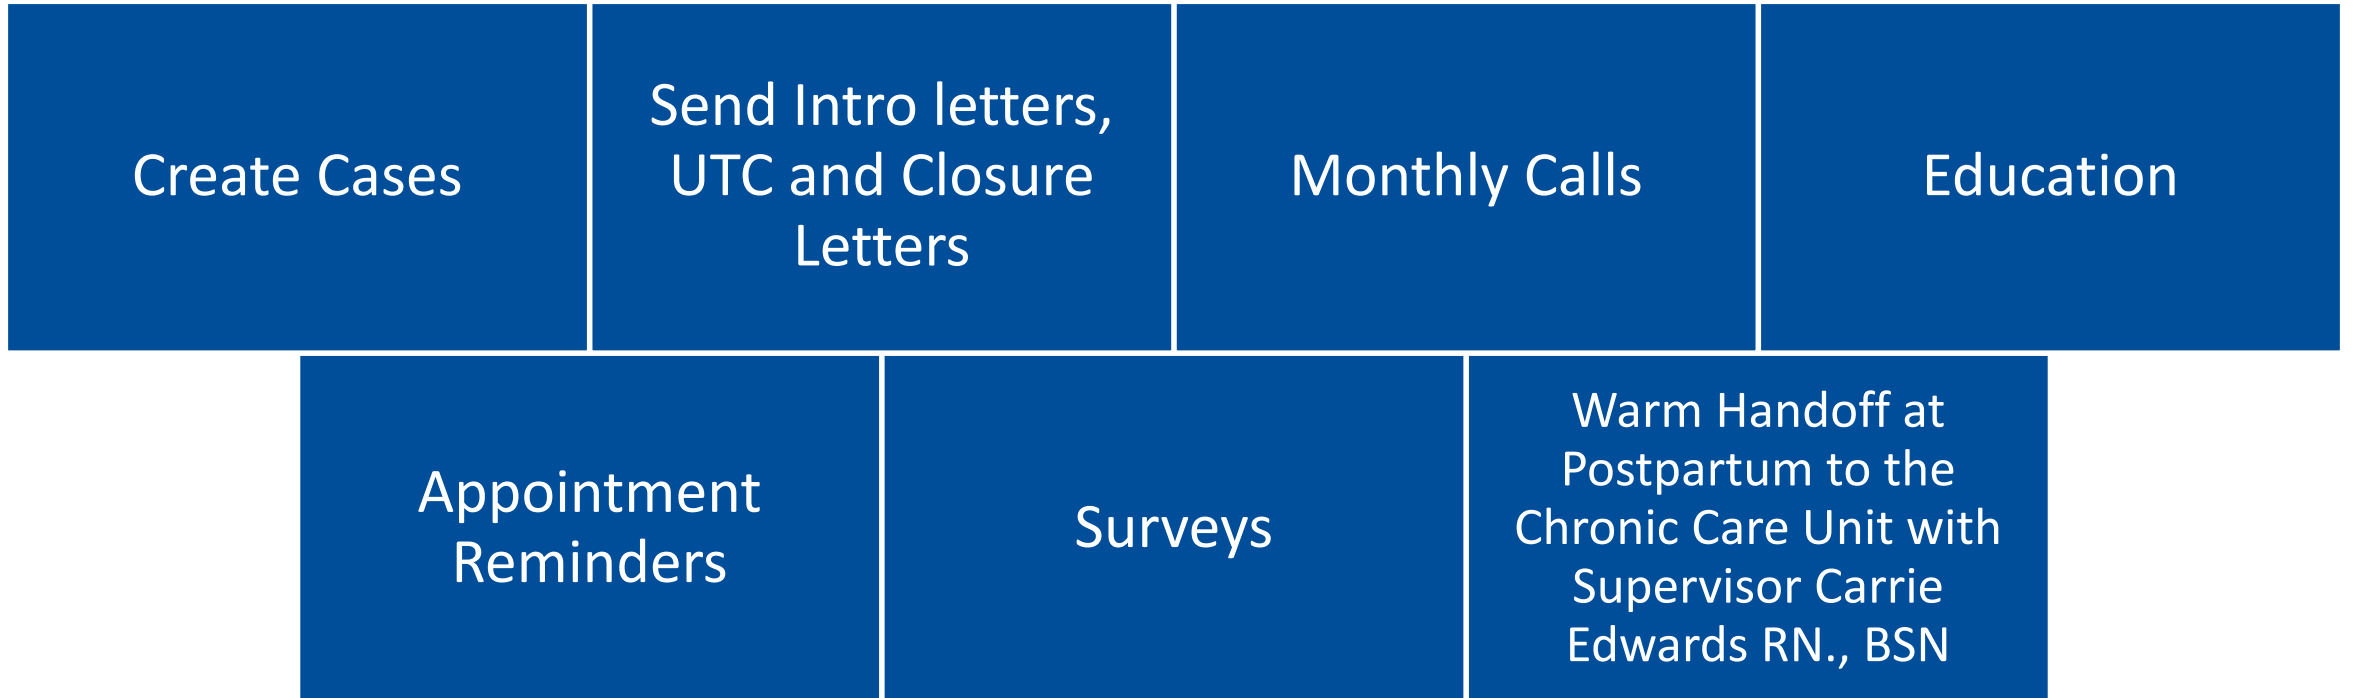 Create Cases
Send Intro letters,
UTC and Closure
Letters
Monthly Calls
Education
Appointment
Reminders
Surveys
Warm Handoff at
Postpartum to the
Chronic Care Unit with
Supervisor Carrie
Edwards RN., BSN